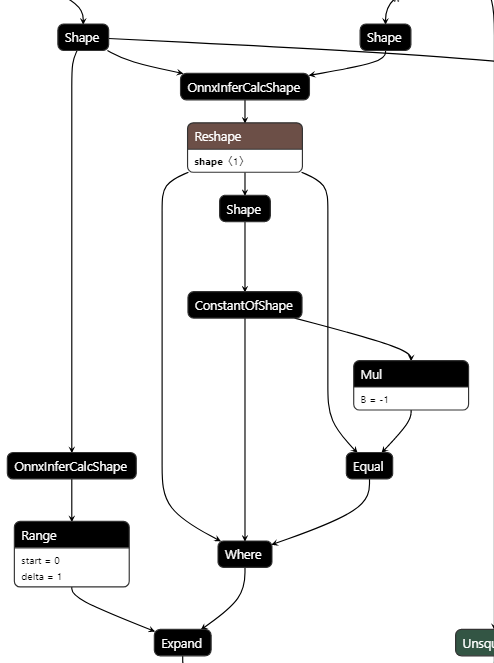 Shape
Shape
OnnxInferCalcShape
Reshape
shape 〈1〉
Shape
ConstantOfShape
Mul
B = -1
OnnxInferCalcShape
Equal
Range
start = 0
delta = 1
Where
Expand
Unsqu